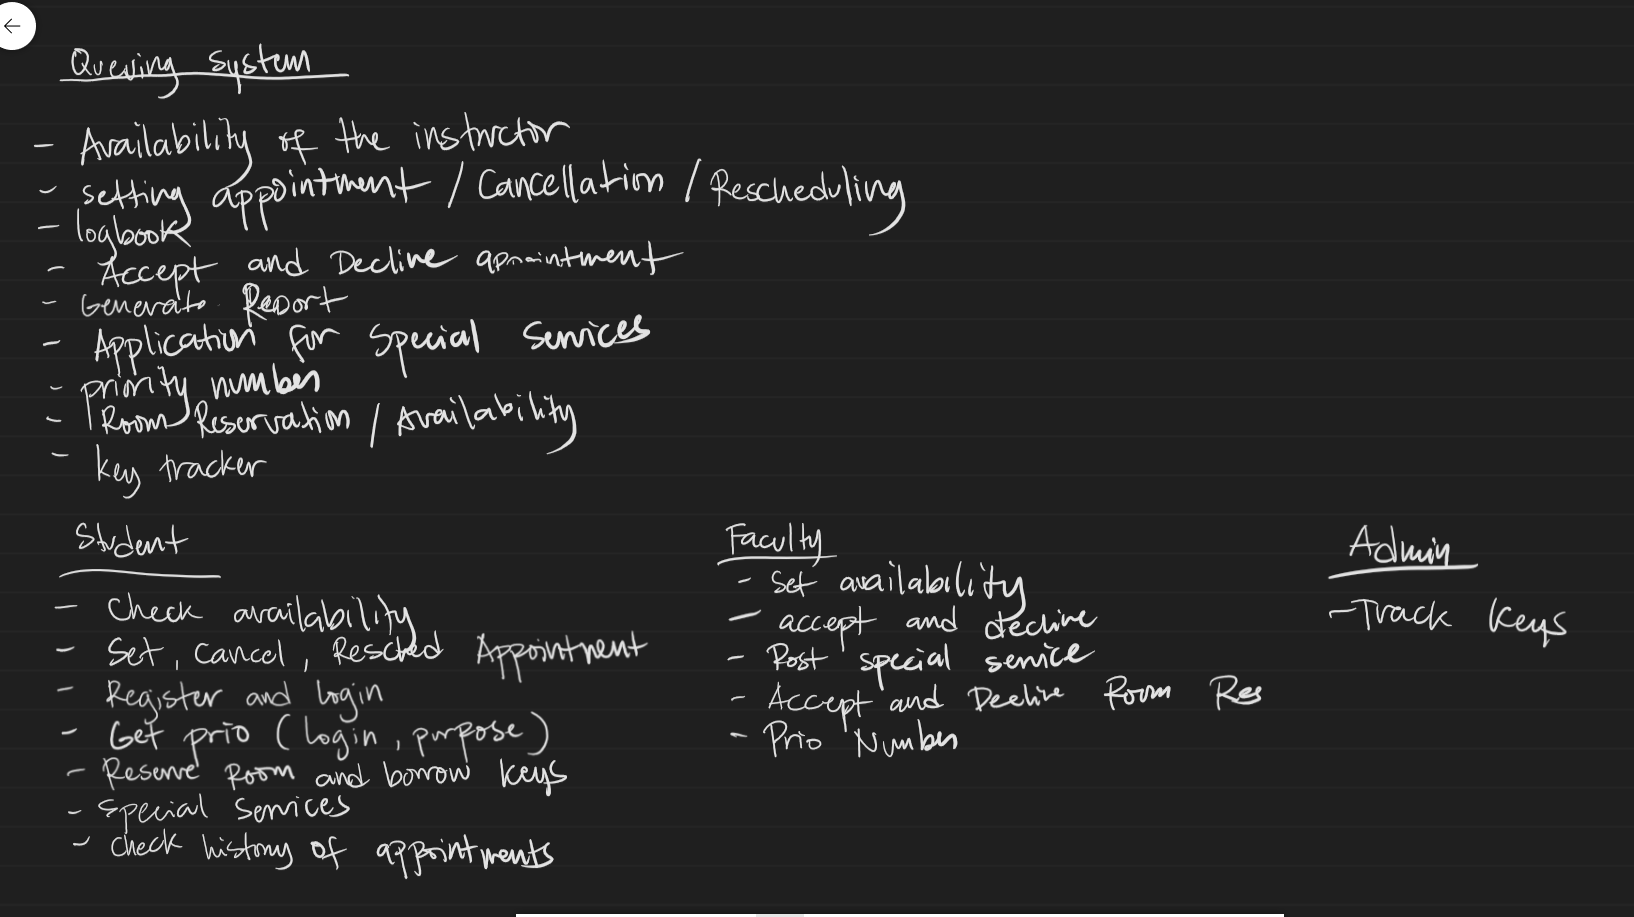 Queuing system
- Availability of the instructor
- setting appointment / Cancellation / Rescheduling
- logbook
- Accept and Decline appointment
- Generate Report
- Application for special services
- priority number
- Room Reservation / Availability
- key tracker
Student
- Check availability
- Set, cancel, Resched Appointment
- Register and login
- Get prio (login, purpose)
- Reserve Room and borrow keys
- special services
- check history of appointments
Faculty
- Set availability
- accept and decline
- Post special service
- Accept and Decline Room Res
- Prio Number
Admin
- Track keys